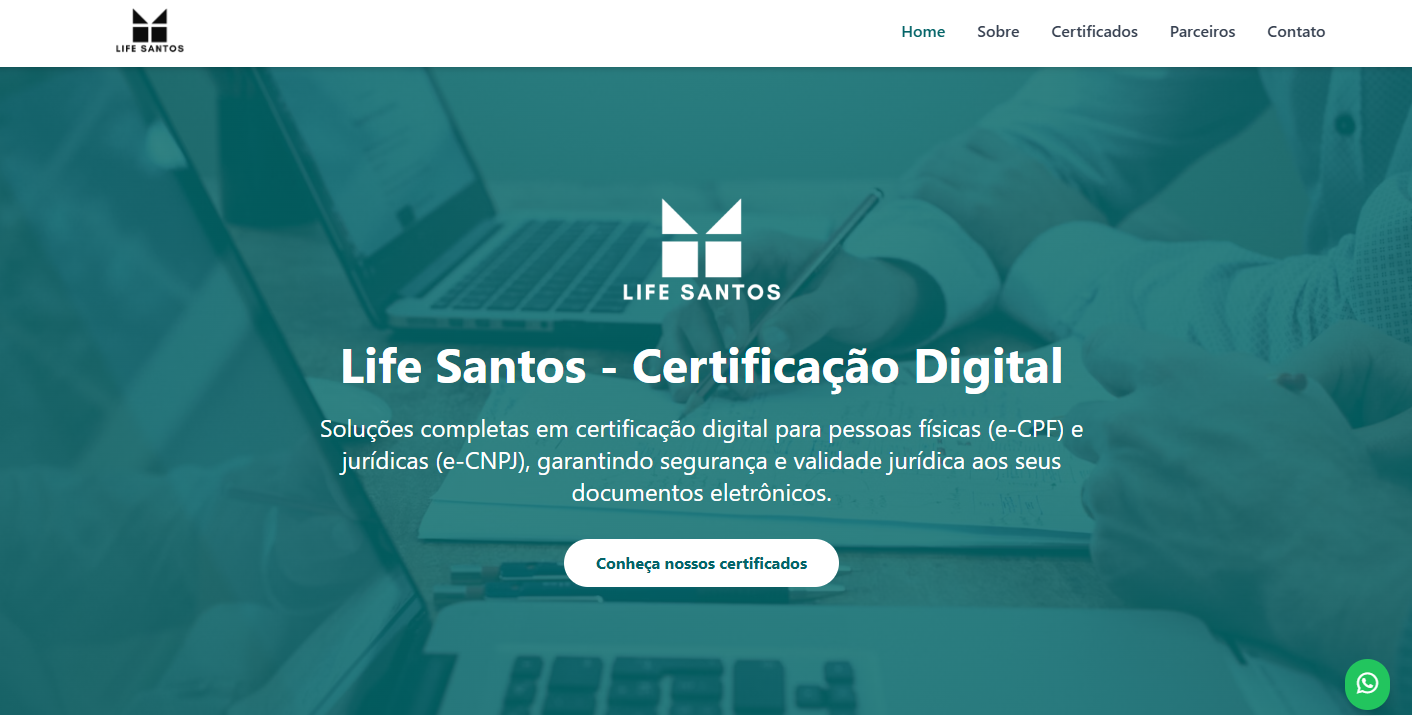 LIFE SANTOS
Home Sobre Certificados Parceiros Contato
LIFE SANTOS
Life Santos - Certificação Digital
Soluções completas em certificação digital para pessoas físicas (e-CPF) e
jurídicas (e-CNPJ), garantindo segurança e validade jurídica aos seus
documentos eletrônicos.
Conheça nossos certificados